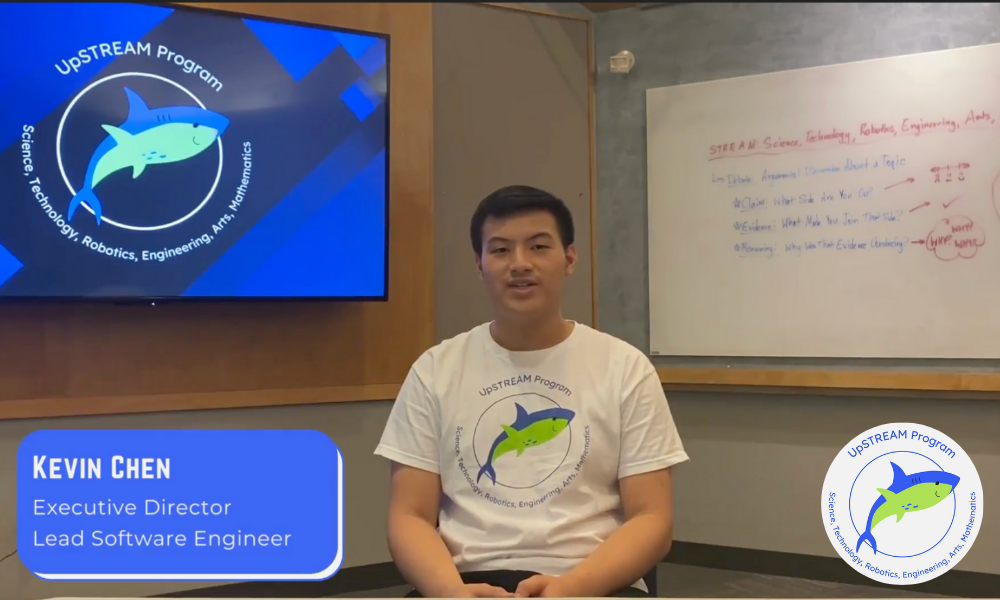 UpSTREAM Program
Science, Technology, Robotics, Engineering, Arts, Mathematics
STREAM: Science, Technology, Robotics, Engineering, Arts,
Debate: About a Topic
Claim: What Side Are You On?
Evidence: What Made You Join That Side?
Reasoning: Why Was That Evidence Convincing?
WHY?
WHY? WHY?
UpSTREAM Program
Science, Technology, Robotics, Engineering, Arts, Mathematics
KEVIN CHEN
Executive Director
Lead Software Engineer
UpSTREAM Program
Science, Technology, Robotics, Engineering, Arts, Mathematics